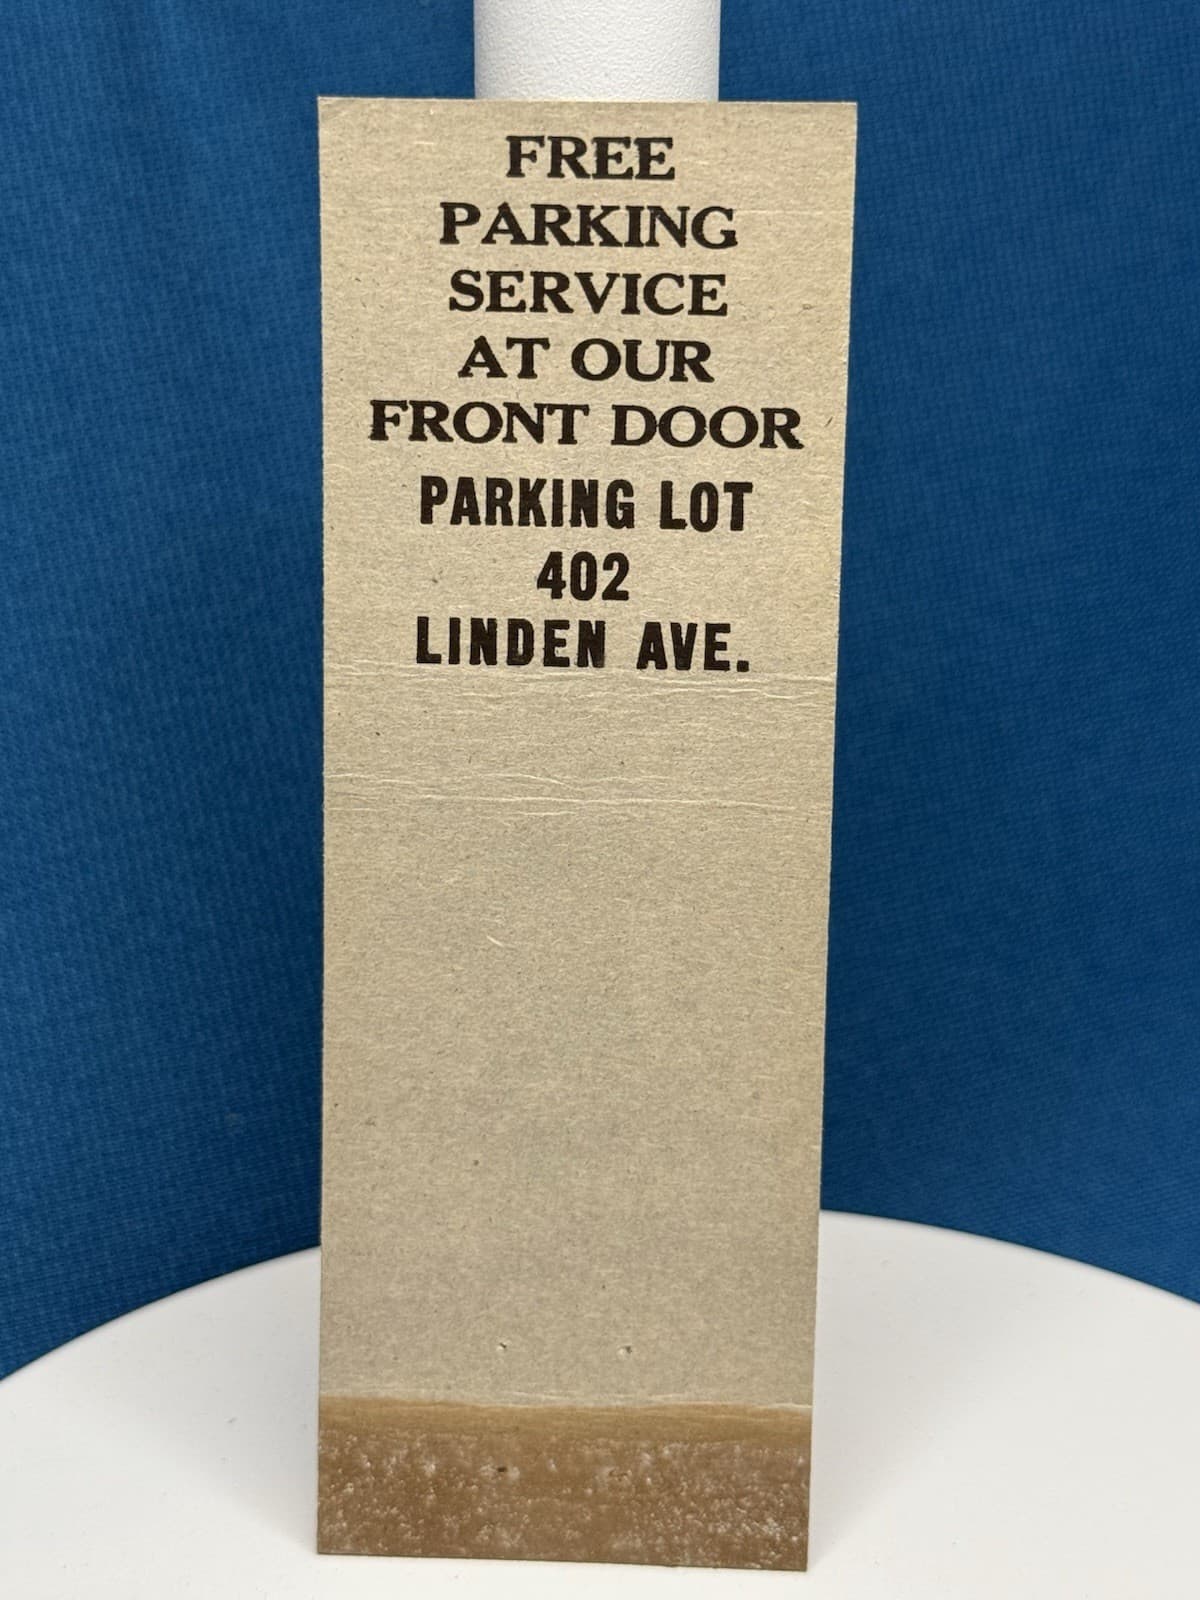 FREE
PARKING
SERVICE
AT OUR
FRONT DOOR
PARKING LOT
402
LINDEN AVE.